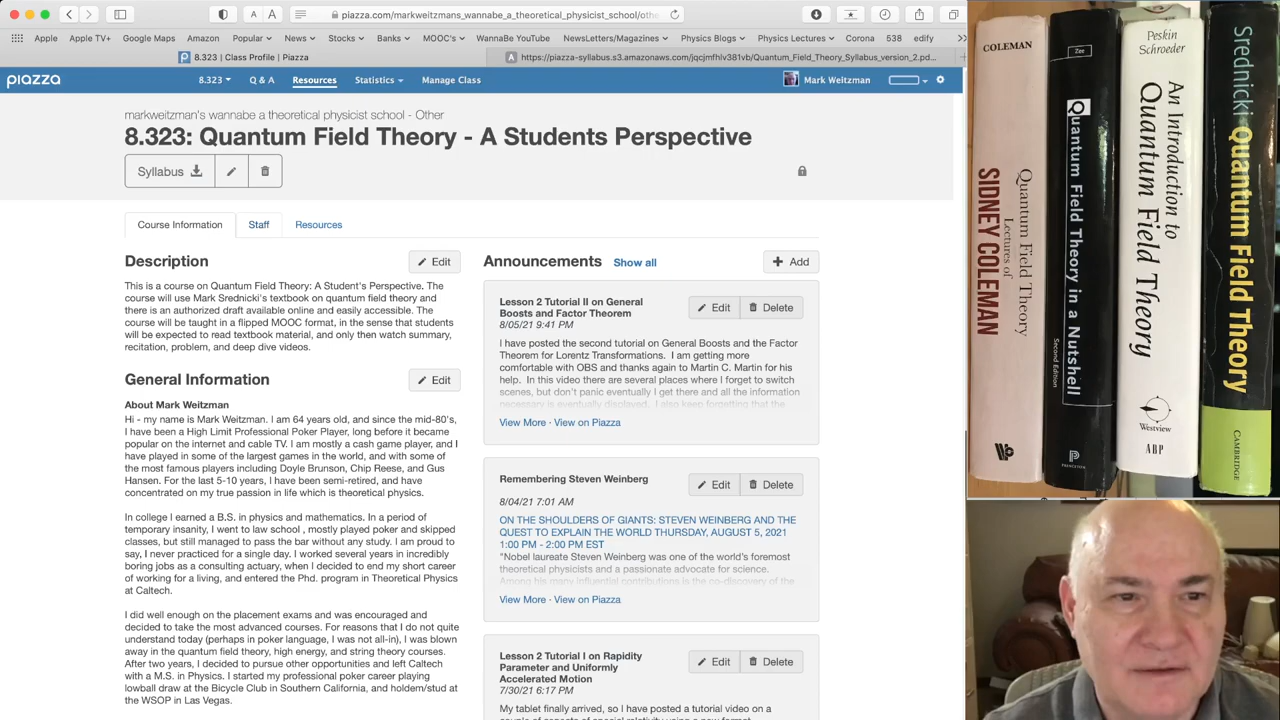 piazza.com/markweitzmans_wannabe_a_theoretical_physicist_school/othe
Apple Apple TV+ Google Maps Amazon Popular News Stocks Banks MOOC's WannaBe YouTube NewsLetters/Magazines Physics Blogs Physics Lectures Corona 538 edify
8.323 | Class Profile | Piazza
https://piazza-syllabus.s3.amazonaws.com/jqcjmfhlv381vb/Quantum_Field_Theory_Syllabus_version_2.pd...
piazza 8.323 Q & A Resources Statistics Manage Class Mark Weitzman
markweitzman's wannabe a theoretical physicist school - Other
8.323: Quantum Field Theory - A Students Perspective
Syllabus
Course Information Staff Resources
Description Edit
This is a course on Quantum Field Theory: A Student's Perspective. The
course will use Mark Srednicki's textbook on quantum field theory and
there is an authorized draft available online and easily accessible. The
course will be taught in a flipped MOOC format, in the sense that students
will be expected to read textbook material, and only then watch summary,
recitation, problem, and deep dive videos.
General Information Edit
About Mark Weitzman
Hi - my name is Mark Weitzman. I am 64 years old, and since the mid-80's,
I have been a High Limit Professional Poker Player, long before it became
popular on the internet and cable TV. I am mostly a cash game player, and I
have played in some of the largest games in the world, and with some of
the most famous players including Doyle Brunson, Chip Reese, and Gus
Hansen. For the last 5-10 years, I have been semi-retired, and have
concentrated on my true passion in life which is theoretical physics.
In college I earned a B.S. in physics and mathematics. In a period of
temporary insanity, I went to law school , mostly played poker and skipped
classes, but still managed to pass the bar without any study. I am proud to
say, I never practiced for a single day. I worked several years in incredibly
boring jobs as a consulting actuary, when I decided to end my short career
of working for a living, and entered the Phd. program in Theoretical Physics
at Caltech.
I did well enough on the placement exams and was encouraged and
decided to take the most advanced courses. For reasons that I do not quite
understand today (perhaps in poker language, I was not all-in), I was blown
away in the quantum field theory, high energy, and string theory courses.
After two years, I decided to pursue other opportunities and left Caltech
with a M.S. in Physics. I started my professional poker career playing
lowball draw at the Bicycle Club in Southern California, and holdem/stud at
the WSOP in Las Vegas.
Announcements Show all Add
Lesson 2 Tutorial II on General
Boosts and Factor Theorem
Edit Delete
8/05/21 9:41 PM
I have posted the second tutorial on General Boosts and the Factor
Theorem for Lorentz Transformations. I am getting more
comfortable with OBS and thanks again to Martin C. Martin for his
help. In this video there are several places where I forget to switch
scenes, but don't panic eventually I get there and all the information
necessary is eventually displayed. I also keep forgetting that the
View More · View on Piazza
Remembering Steven Weinberg
Edit Delete
8/04/21 7:01 AM
ON THE SHOULDERS OF GIANTS: STEVEN WEINBERG AND THE
QUEST TO EXPLAIN THE WORLD THURSDAY, AUGUST 5, 2021
1:00 PM - 2:00 PM EST
"Nobel laureate Steven Weinberg was one of the world's foremost
theoretical physicists and a passionate advocate for science.
Among his many influential contributions is the co-discovery of the
View More · View on Piazza
Lesson 2 Tutorial I on Rapidity
Parameter and Uniformly
Accelerated Motion
Edit Delete
7/30/21 6:17 PM
My tablet finally arrived, so I have posted a tutorial video on a
COLEMAN
Quantum Field Theory
Lectures of
SIDNEY COLEMAN
Zee
Quantum Field Theory in a Nutshell
Second Edition
PRINCETON
Peskin
Schroeder
An Introduction to
Quantum Field Theory
Westview
ABP
Srednicki Quantum Field Theory
CAMBRIDGE